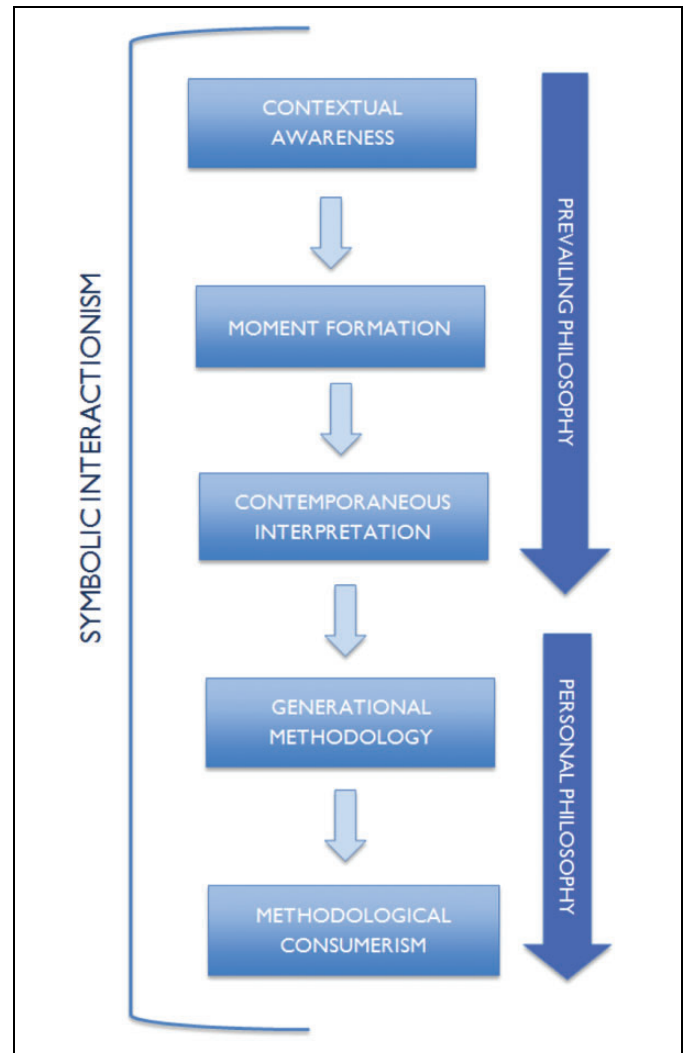 SYMBOLIC INTERACTIONISM
CONTEXTUAL
AWARENESS
MOMENT FORMATION
CONTEMPORANEOUS
INTERPRETATION
GENERATIONAL
METHODOLOGY
METHODOLOGICAL
CONSUMERISM
PREVAILING PHILOSOPHY
PERSONAL PHILOSOPHY